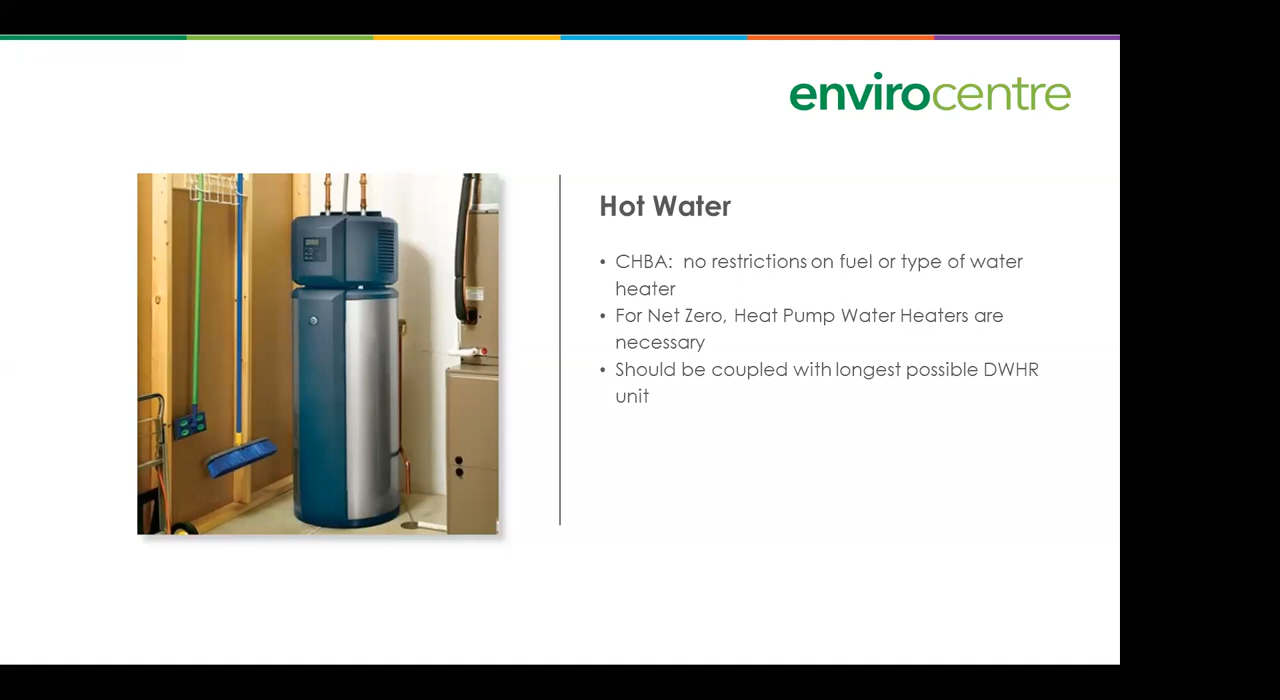 envirocentre
Hot Water
• CHBA:  no restrictions on fuel or type of water
heater
• For Net Zero, Heat Pump Water Heaters are
necessary
• Should be coupled with longest possible DWHR
unit